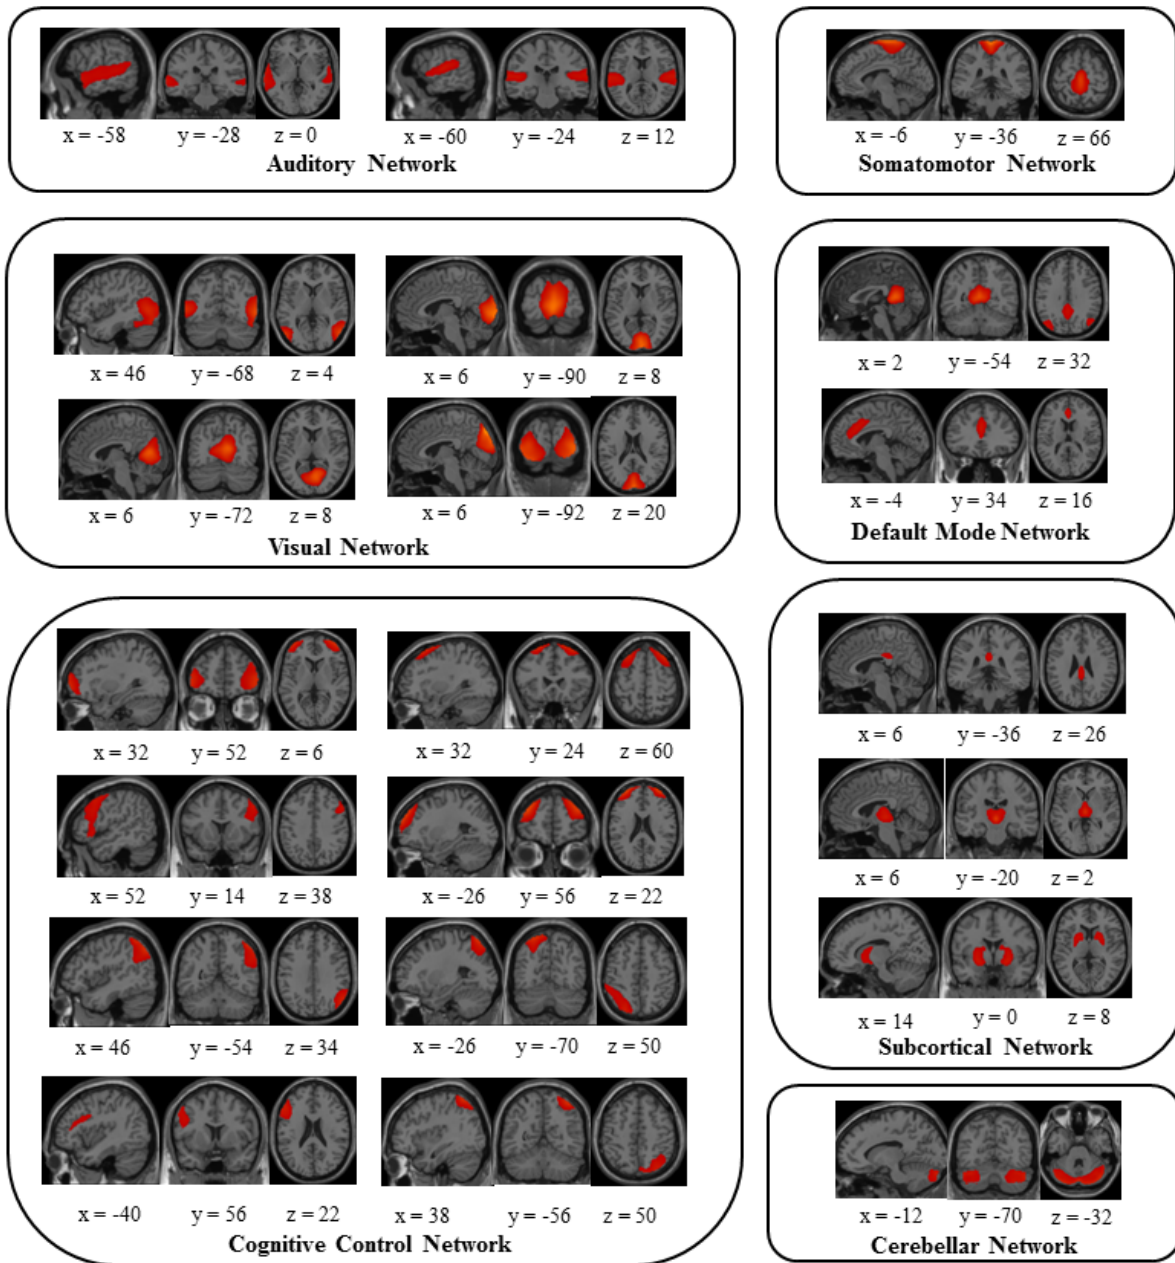 x = -58 y = -28 z = 0 x = -60 y = -24 z = 12
Auditory Network
x = -6 y = -36 z = 66
Somatomotor Network
x = 46 y = -68 z = 4 x = 6 y = -90 z = 8
x = 6 y = -72 z = 8 x = 6 y = -92 z = 20
Visual Network
x = 2 y = -54 z = 32
x = -4 y = 34 z = 16
Default Mode Network
x = 32 y = 52 z = 6 x = 32 y = 24 z = 60
x = 52 y = 14 z = 38 x = -26 y = 56 z = 22
x = 46 y = -54 z = 34 x = -26 y = -70 z = 50
x = -40 y = 56 z = 22 x = 38 y = -56 z = 50
Cognitive Control Network
x = 6 y = -36 z = 26
x = 6 y = -20 z = 2
x = 14 y = 0 z = 8
Subcortical Network
x = -12 y = -70 z = -32
Cerebellar Network